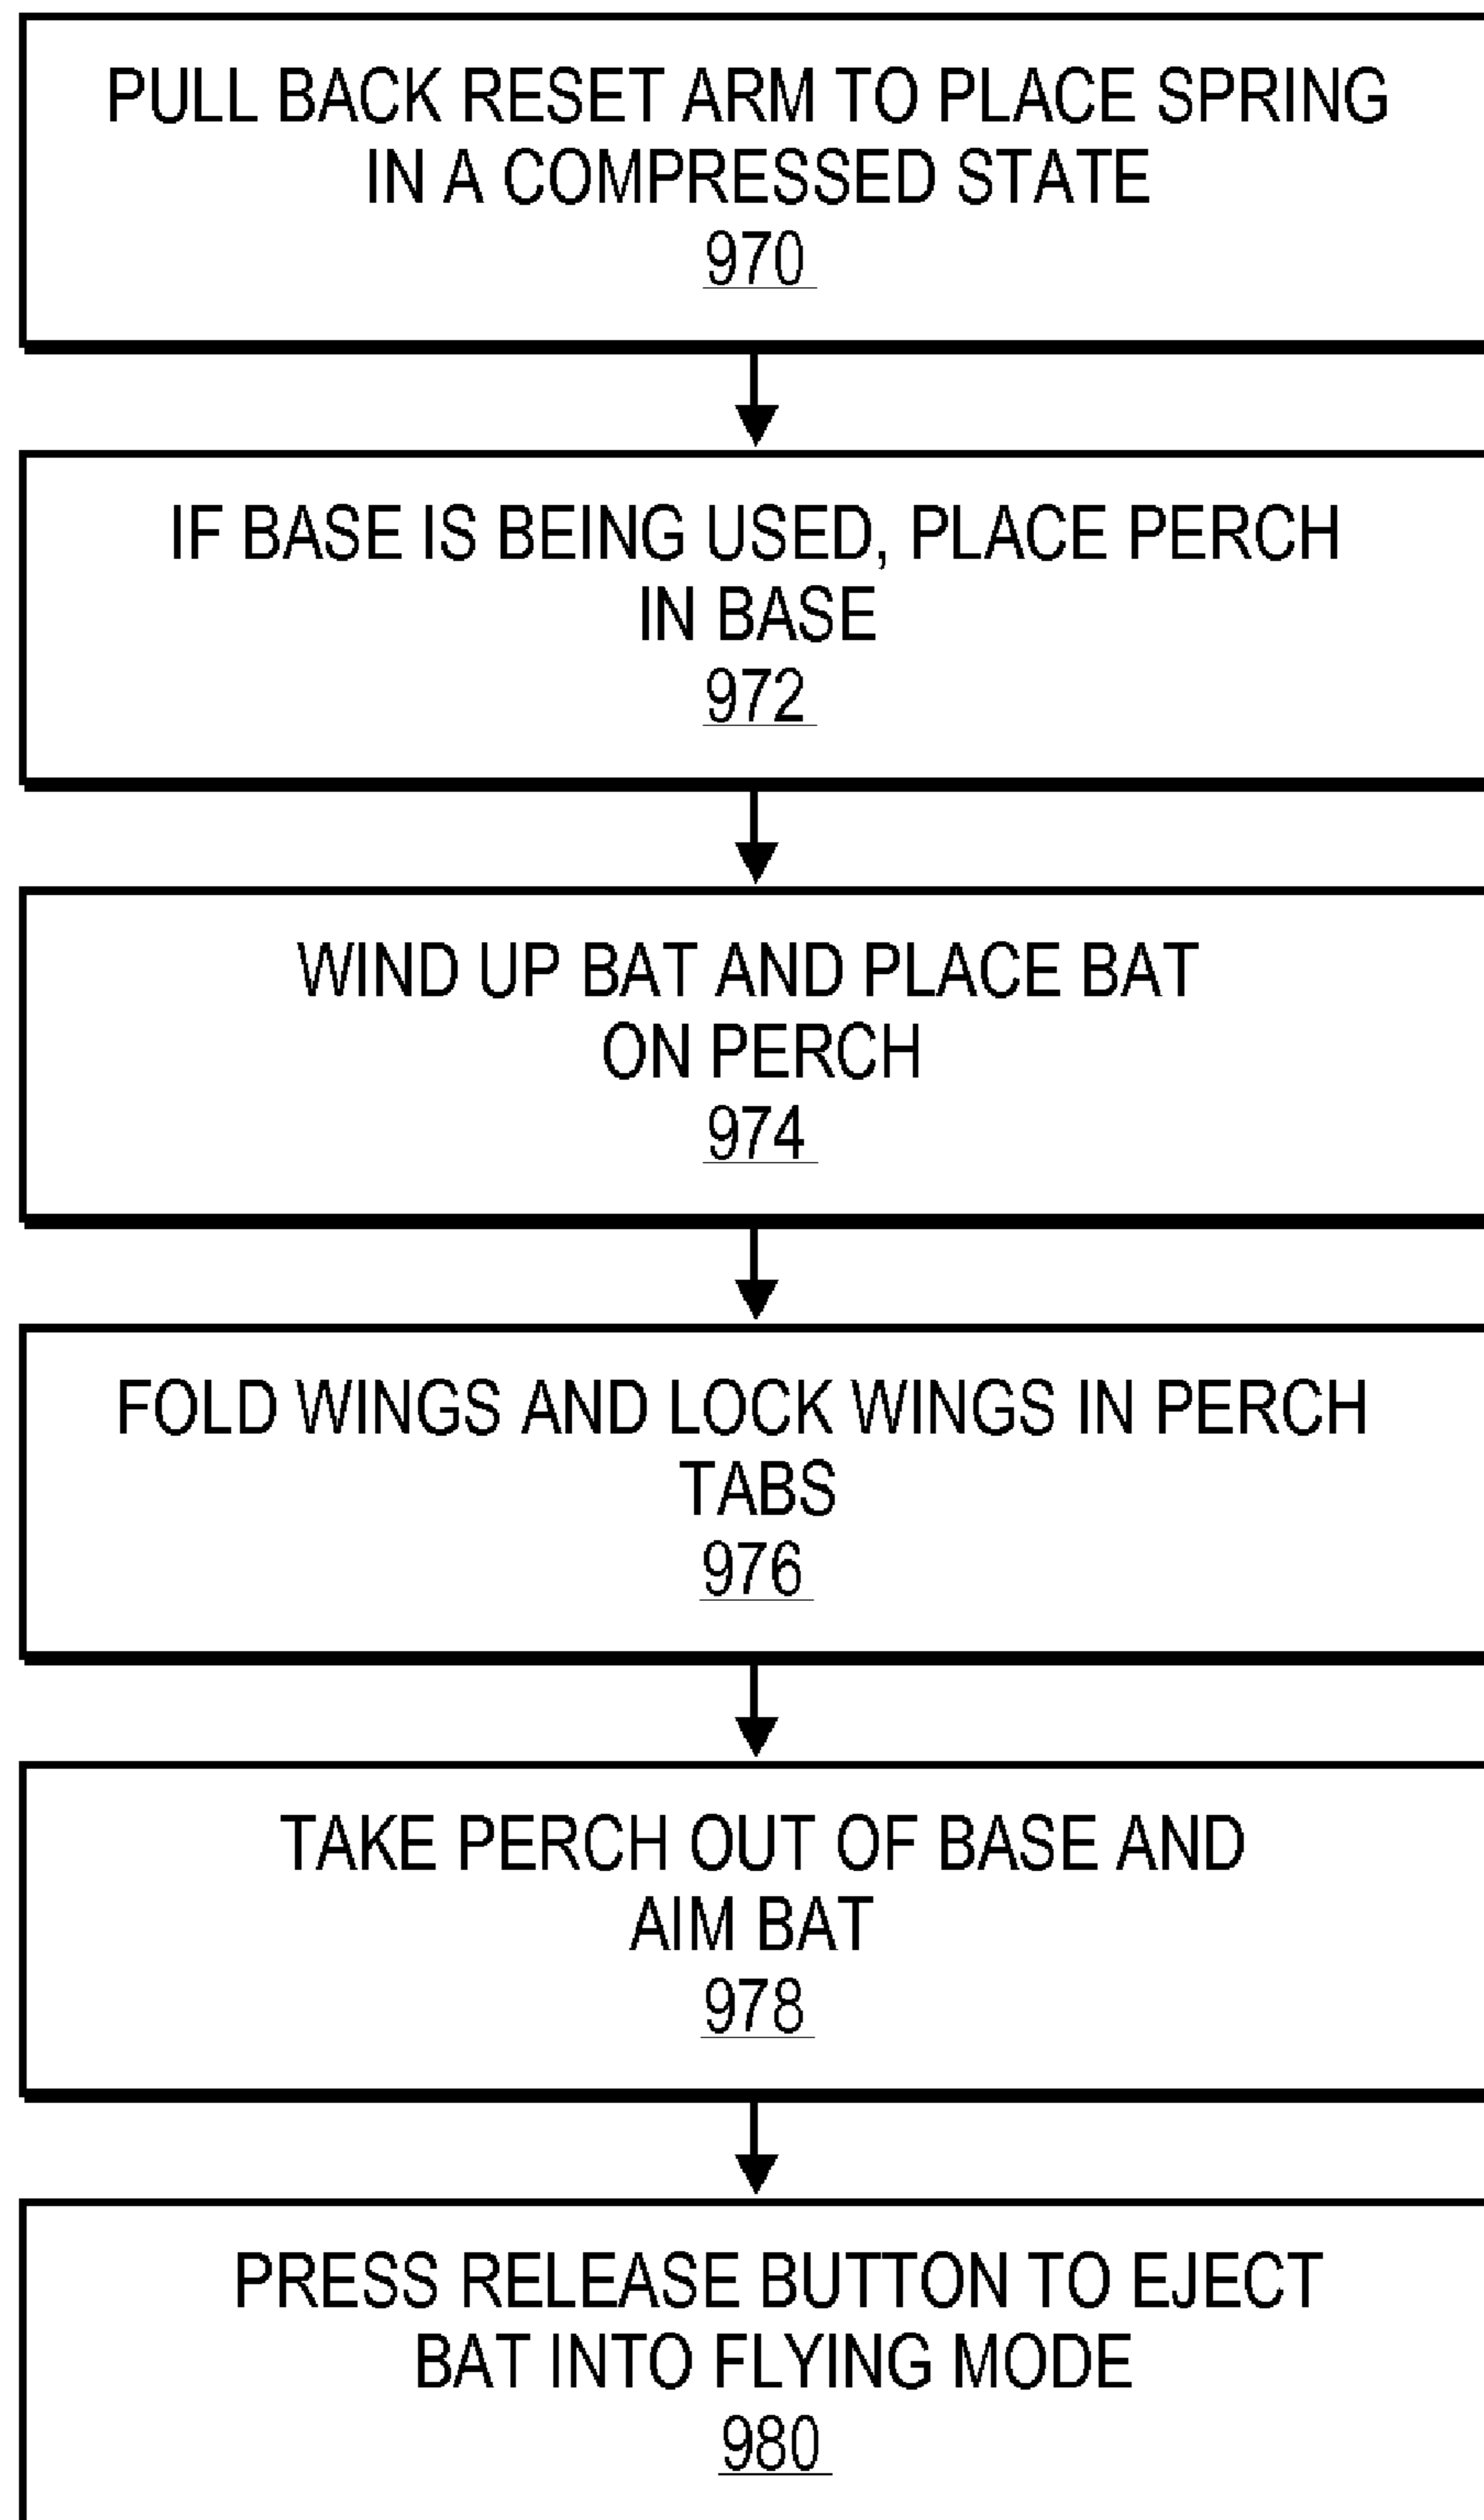 PULL BACK RESET ARM TO PLACE SPRING
IN A COMPRESSED STATE
970
IF BASE IS BEING USED, PLACE PERCH
IN BASE
972
WIND UP BAT AND PLACE BAT
ON PERCH
974
FOLD WINGS AND LOCK WINGS IN PERCH
TABS
976
TAKE PERCH OUT OF BASE AND
AIM BAT
978
PRESS RELEASE BUTTON TO EJECT
BAT INTO FLYING MODE
980